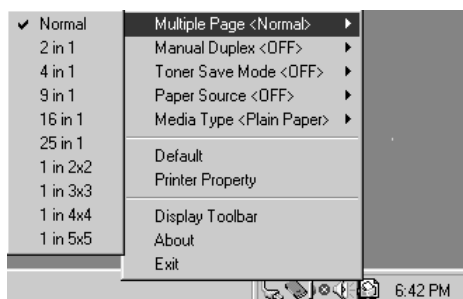 ✔ Normal
2 in 1
4 in 1
9 in 1
16 in 1
25 in 1
1 in 2x2
1 in 3x3
1 in 4x4
1 in 5x5
Multiple Page <Normal>
Manual Duplex <OFF>
Toner Save Mode <OFF>
Paper Source <OFF>
Media Type <Plain Paper>
Default
Printer Property
Display Toolbar
About
Exit
6:42 PM